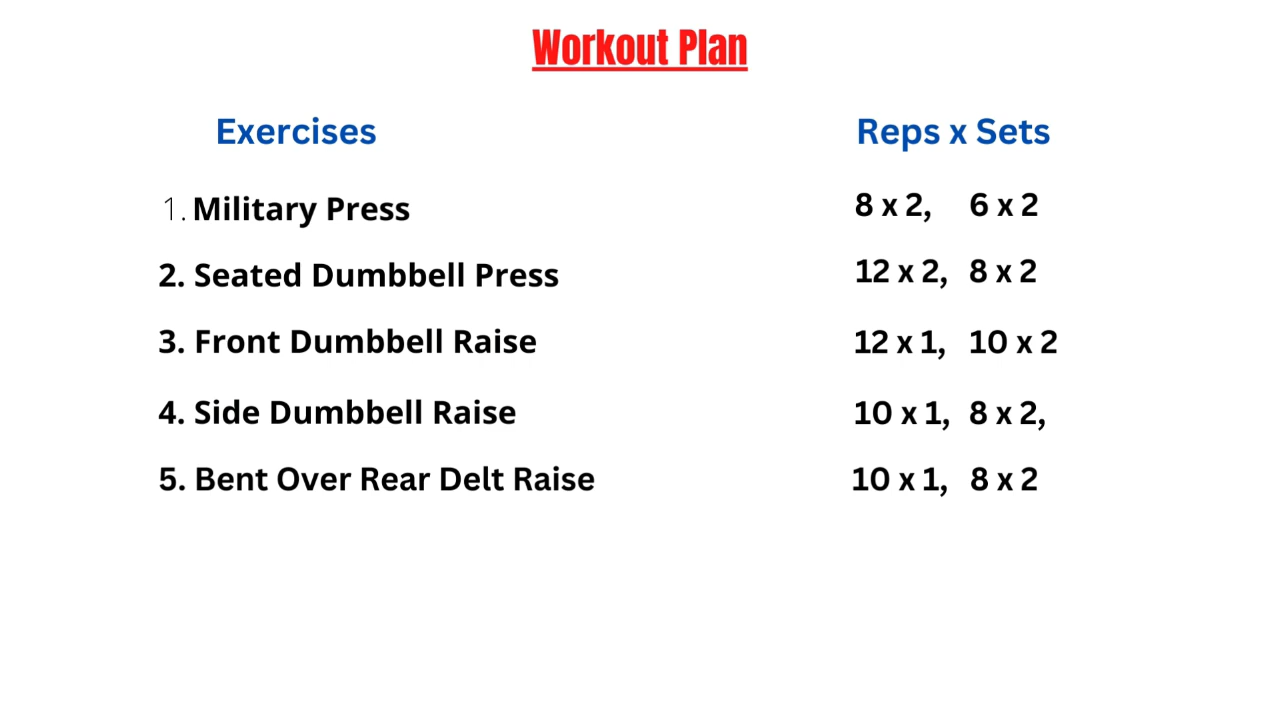 Workout Plan
Exercises Reps x Sets
1. Military Press 8 x 2, 6 x 2
2. Seated Dumbbell Press 12 x 2, 8 x 2
3. Front Dumbbell Raise 12 x 1, 10 x 2
4. Side Dumbbell Raise 10 x 1, 8 x 2,
5. Bent Over Rear Delt Raise 10 x 1, 8 x 2